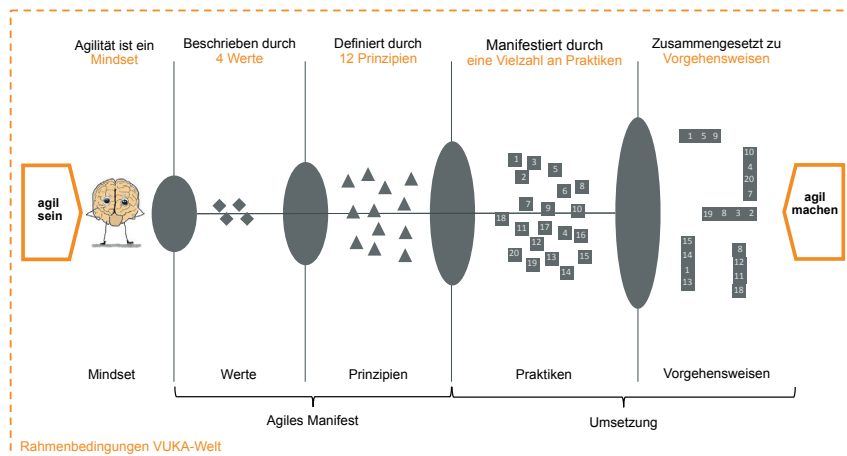 Agilität ist ein
Mindset
Beschrieben durch
4 Werte
Definiert durch
12 Prinzipien
Manifestiert durch
eine Vielzahl an Praktiken
Zusammengesetzt zu
Vorgehensweisen
agil
sein
1
3
5
2
6
8
7
9
10
18
11
17
4
16
12
20
19
13
15
14
1 5 9
10
4
20
7
19 8 3 2
15
14
1
13
8
12
11
18
agil
machen
Mindset
Werte
Prinzipien
Praktiken
Vorgehensweisen
Agiles Manifest
Umsetzung
Rahmenbedingungen VUKA-Welt